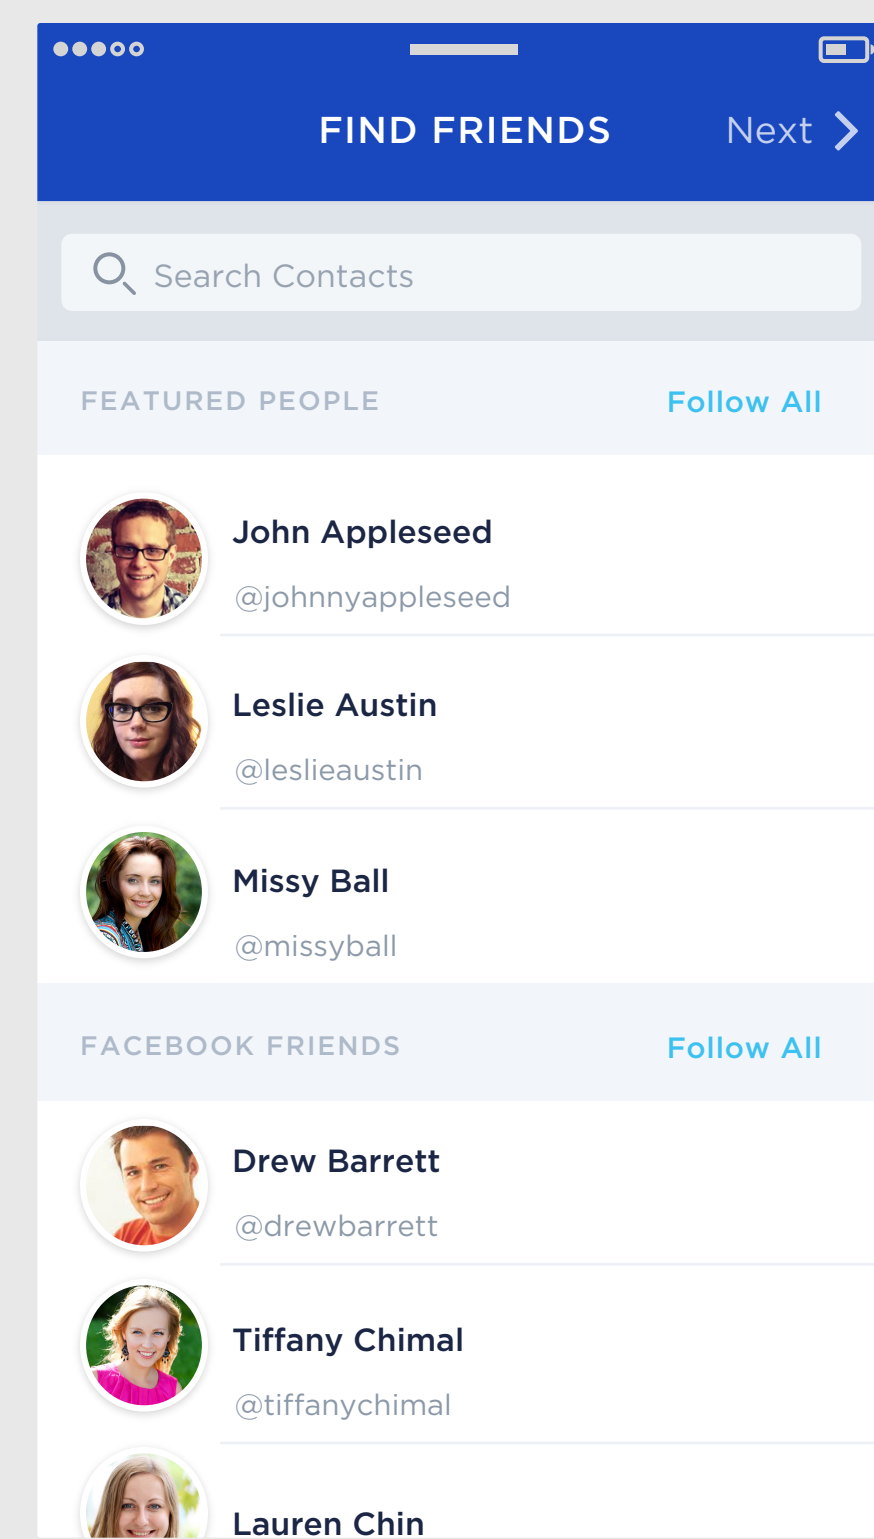 FIND FRIENDS
Next
Search Contacts
FEATURED PEOPLE
Follow All
John Appleseed
@johnnyappleseed
Leslie Austin
@leslieaustin
Missy Ball
@missyball
FACEBOOK FRIENDS
Follow All
Drew Barrett
@drewbarrett
Tiffany Chimal
@tiffanychimal
Lauren Chin